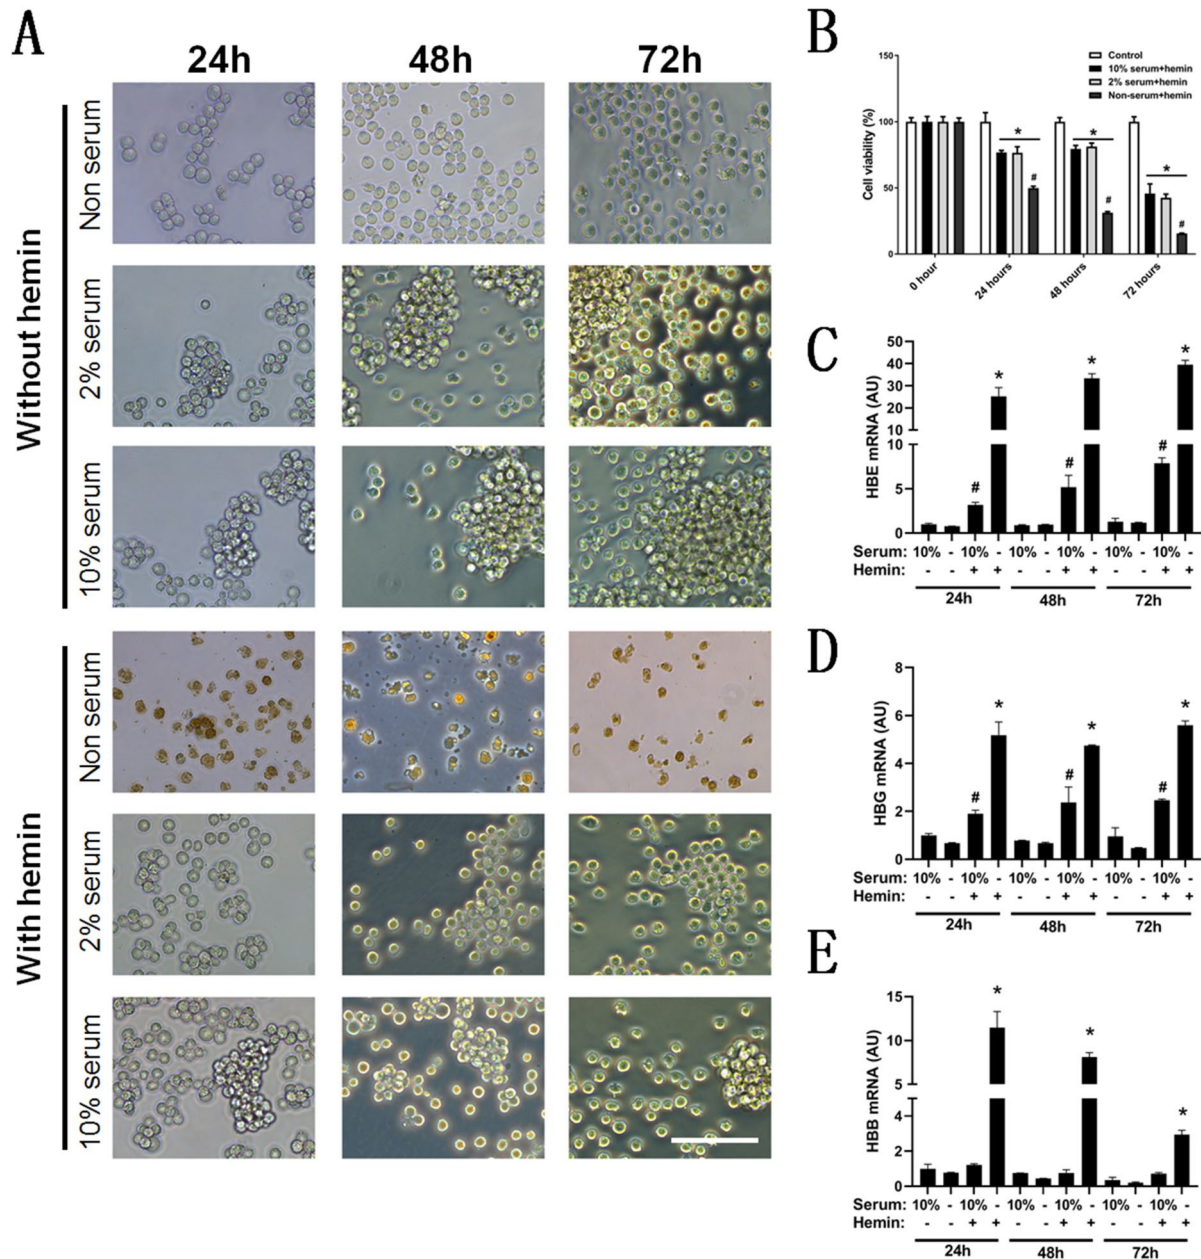 A
24h 48h 72h
Without hemin
Non serum
2% serum
10% serum
With hemin
Non serum
2% serum
10% serum
B
150
100
50
0
Cell viability (%)
Control
10% serum+hemin
2% serum+hemin
Non-serum+hemin
* * *
# # #
0 hour 24 hours 48 hours 72 hours
C
HBE mRNA (AU)
50
40
30
20
10
10
5
0
# * # * # *
Serum: 10% - 10% - 10% - 10% - 10% - 10% -
Hemin: - - + + - - + + - - + +
24h 48h 72h
D
HBG mRNA (AU)
8
6
4
2
0
# * # * # *
Serum: 10% - 10% - 10% - 10% - 10% - 10% -
Hemin: - - + + - - + + - - + +
24h 48h 72h
E
HBB mRNA (AU)
15
10
5
4
2
0
* * *
Serum: 10% - 10% - 10% - 10% - 10% - 10% -
Hemin: - - + + - - + + - - + +
24h 48h 72h